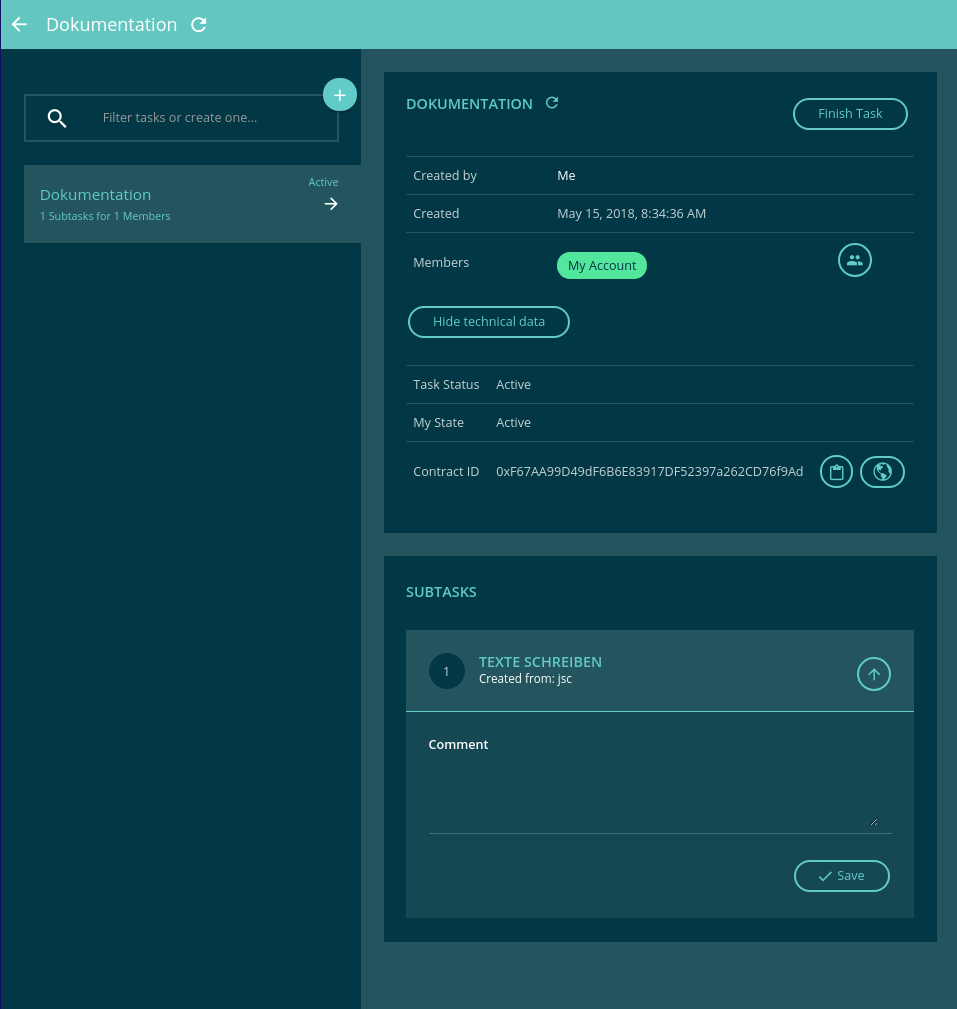 Dokumentation
Filter tasks or create one...
Active
Dokumentation
1 Subtasks for 1 Members
DOKUMENTATION
Finish Task
Created by Me
Created May 15, 2018, 8:34:36 AM
Members My Account
Hide technical data
Task Status Active
My State Active
Contract ID 0xF67AA99D49dF6B6E83917DF52397a262CD76f9Ad
SUBTASKS
1 TEXTE SCHREIBEN
Created from: jsc
Comment
Save